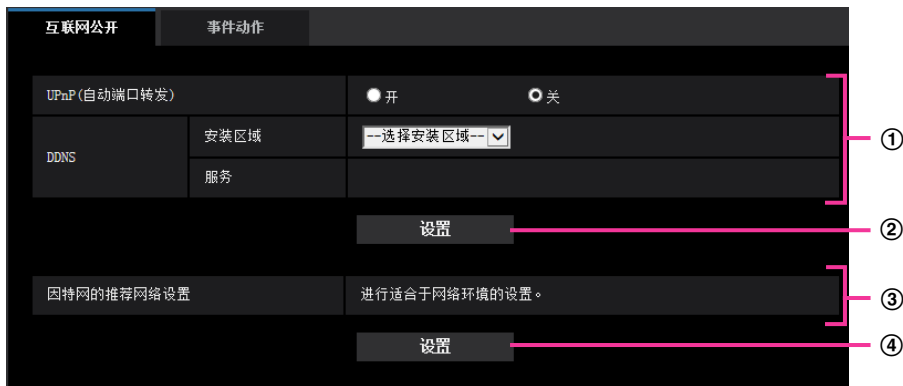 互联网公开 事件动作
UPnP(自动端口转发) 开 关 ①
DDNS 安装区域 --选择安装区域--
服务
设置 ②
因特网的推荐网络设置 进行适合于网络环境的设置。 ③
设置 ④